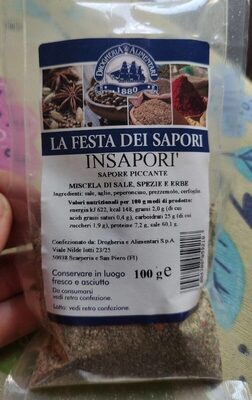 DROGHERIA & ALIMENTARI
1880
LA FESTA DEI SAPORI
INSAPORI'
SAPORE PICCANTE
MISCELA DI SALE, SPEZIE E ERBE
Ingredienti: sale, aglio, peperoncino, prezzemolo, cerfoglio.
Valori nutrizionali per 100 g medi di prodotto:
energia kJ 622, kcal 148, grassi 2,0 g (di cui
acidi grassi saturi 0,4 g), carboidrati 25 g (di cui
zuccheri 1,9 g), proteine 7,2 g, sale 60,1 g.
Confezionato da: Drogheria e Alimentari S.p.A.
Viale Nilde Iotti 23/25
50038 Scarperia e San Piero (FI)
Conservare in luogo
fresco e asciutto
100 g e
Da consumarsi
vedi retro confezione.
Lotto: vedi retro confezione.